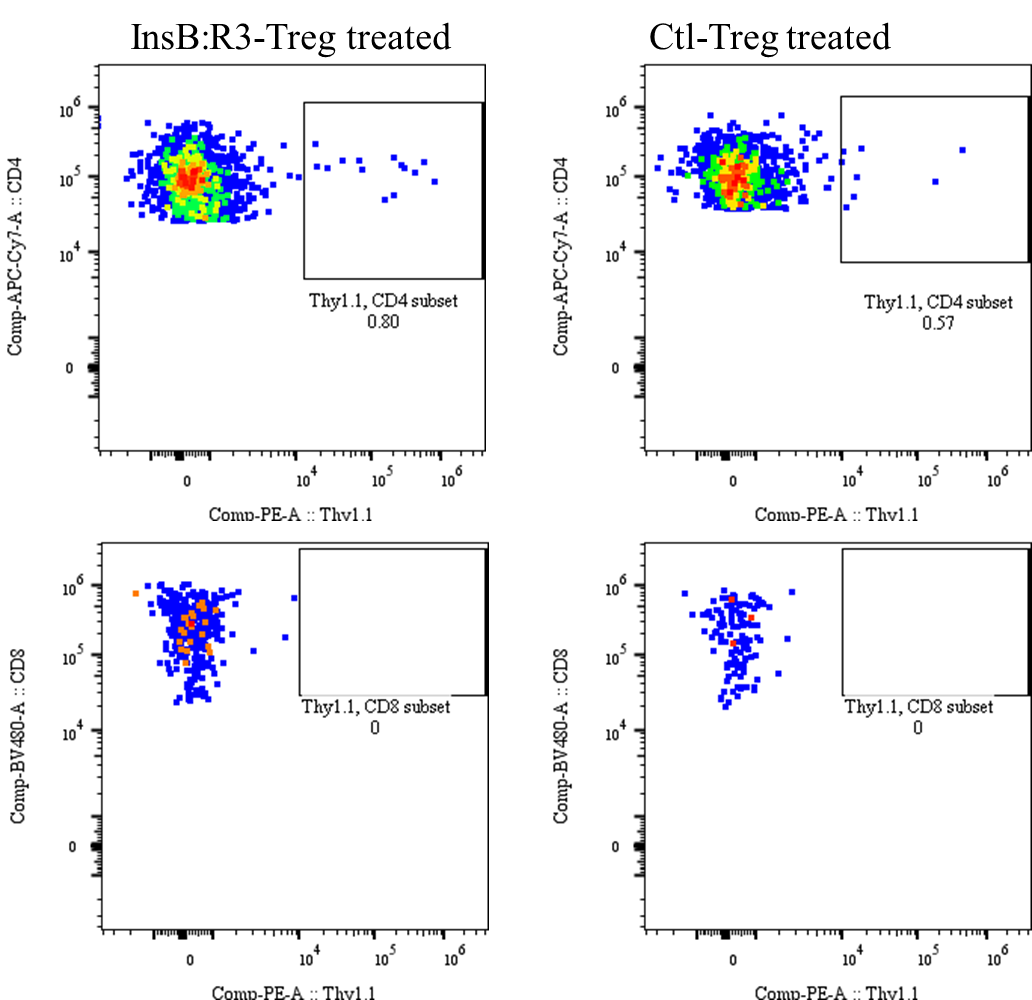 InsB:R3-Treg treated
Ctl-Treg treated
Comp-APC-Cy7-A :: CD4
10^6
10^5
10^4
0
Thy1.1, CD4 subset
0.80
0
10^4
10^5
10^6
Comp-PE-A :: Thy1.1
Comp-APC-Cy7-A :: CD4
10^6
10^5
10^4
0
Thy1.1, CD4 subset
0.57
0
10^4
10^5
10^6
Comp-PE-A :: Thy1.1
Comp-BV480-A :: CD8
10^6
10^5
10^4
0
Thy1.1, CD8 subset
0
0
10^4
10^5
10^6
Comp-PE-A :: Thy1.1
Comp-BV480-A :: CD8
10^6
10^5
10^4
0
Thy1.1, CD8 subset
0
0
10^4
10^5
10^6
Comp-PE-A :: Thy1.1